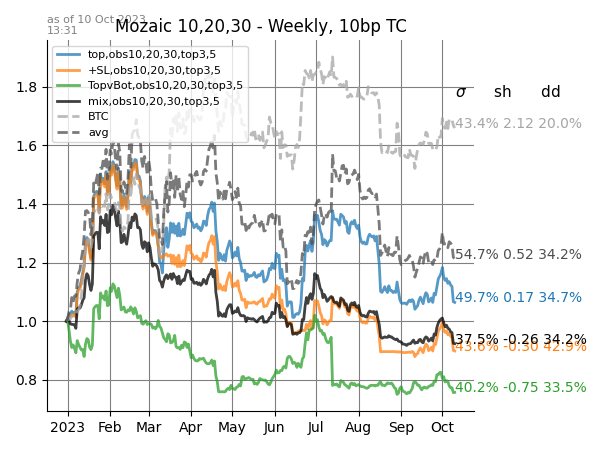 as of 10 Oct 2023
13:31
Mozaic 10,20,30 - Weekly, 10bp TC
top,obs10,20,30,top3,5
+SL,obs10,20,30,top3,5
TopvBot,obs10,20,30,top3,5
mix,obs10,20,30,top3,5
BTC
avg
σ sh dd
43.4% 2.12 20.0%
54.7% 0.52 34.2%
49.7% 0.17 34.7%
37.5% -0.26 34.2%
43.6% -0.30 42.9%
40.2% -0.75 33.5%
1.8
1.6
1.4
1.2
1.0
0.8
2023 Feb Mar Apr May Jun Jul Aug Sep Oct